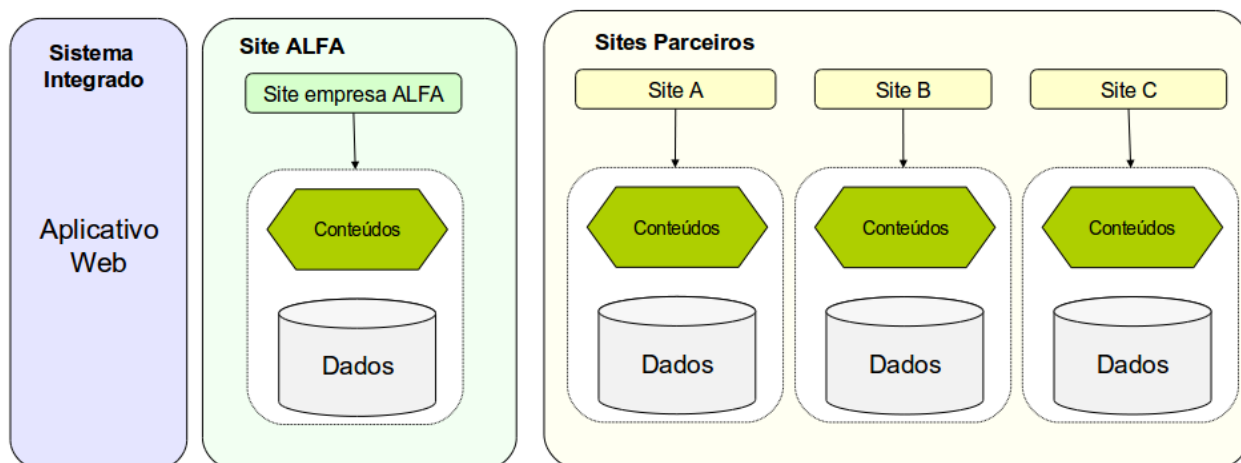 Sistema
Integrado
Aplicativo
Web
Site ALFA
Site empresa ALFA
Conteúdos
Dados
Sites Parceiros
Site A
Site B
Site C
Conteúdos
Conteúdos
Conteúdos
Dados
Dados
Dados